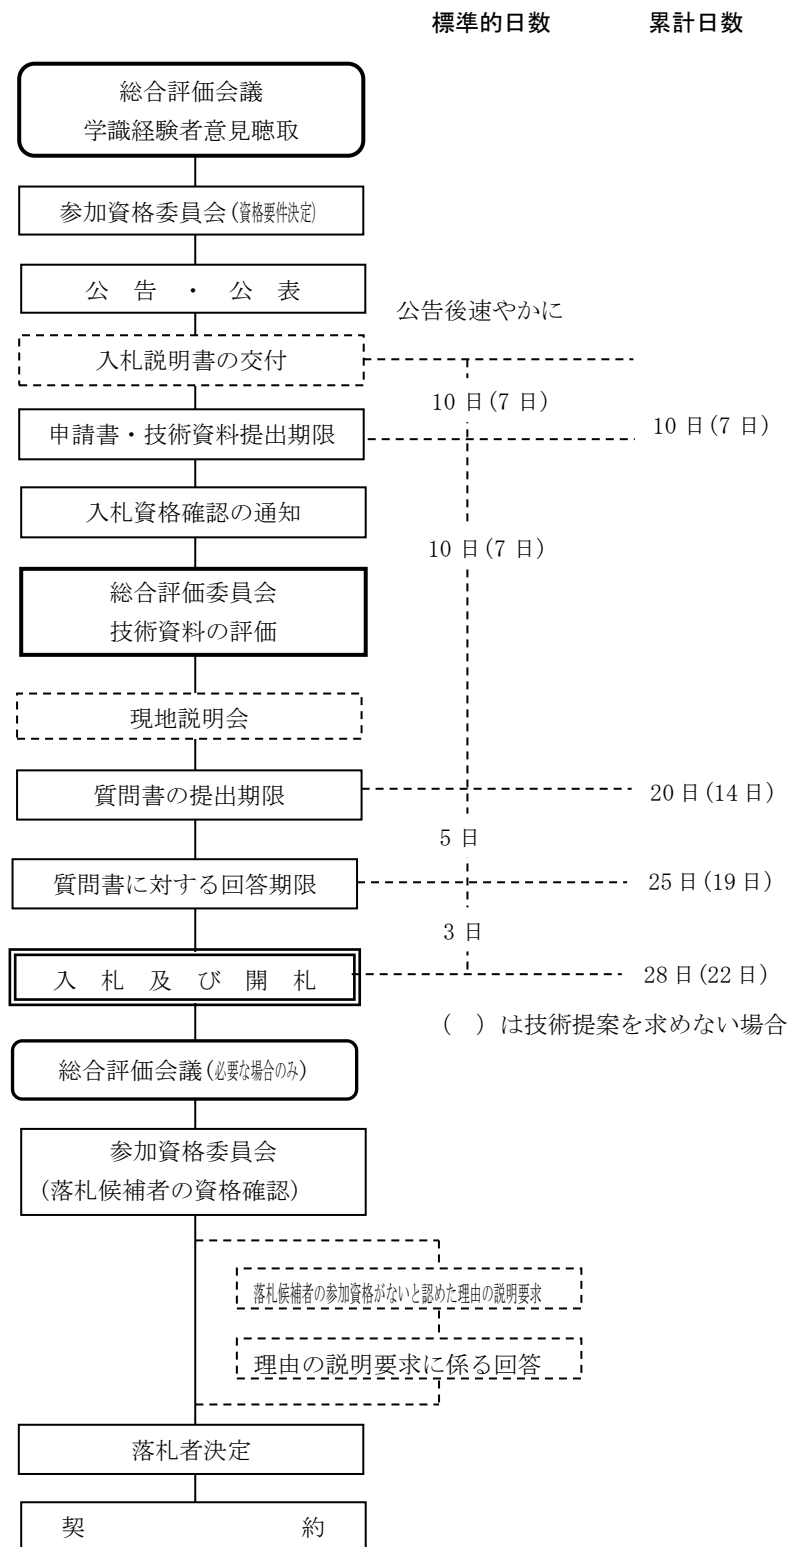 標準的日数 累計日数
総合評価会議
学識経験者意見聴取
参加資格委員会(資格要件決定)
公 告 ・ 公 表
公告後速やかに
入札説明書の交付
10 日(7 日)
申請書・技術資料提出期限
10 日(7 日)
入札資格確認の通知
10 日(7 日)
総合評価委員会
技術資料の評価
現地説明会
質問書の提出期限
20 日(14 日)
5 日
質問書に対する回答期限
25 日(19 日)
3 日
入 札 及 び 開 札
28 日(22 日)
( )は技術提案を求めない場合
総合評価会議(必要な場合のみ)
参加資格委員会
(落札候補者の資格確認)
落札候補者の参加資格がないと認めた理由の説明要求
理由の説明要求に係る回答
落札者決定
契 約